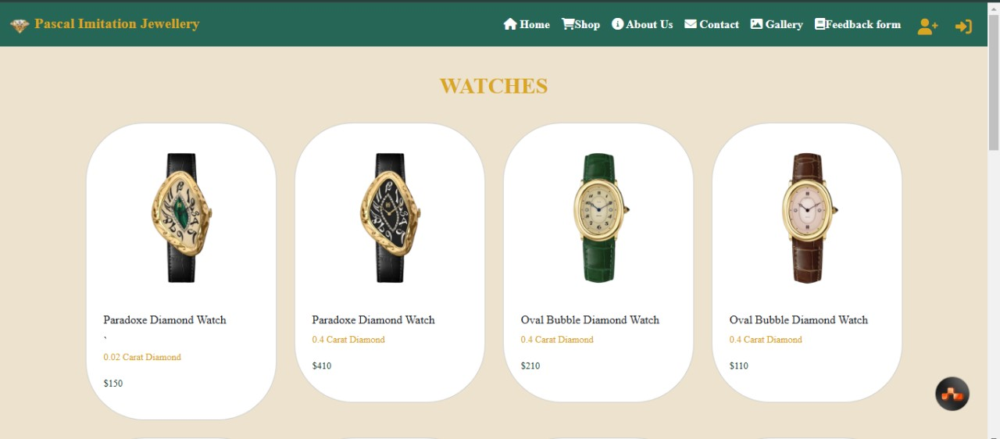 Pascal Imitation Jewellery
Home Shop About Us Contact Gallery Feedback form
WATCHES
Paradoxe Diamond Watch
`
0.02 Carat Diamond
$150
Paradoxe Diamond Watch
0.4 Carat Diamond
$410
Oval Bubble Diamond Watch
0.4 Carat Diamond
$210
Oval Bubble Diamond Watch
0.4 Carat Diamond
$110